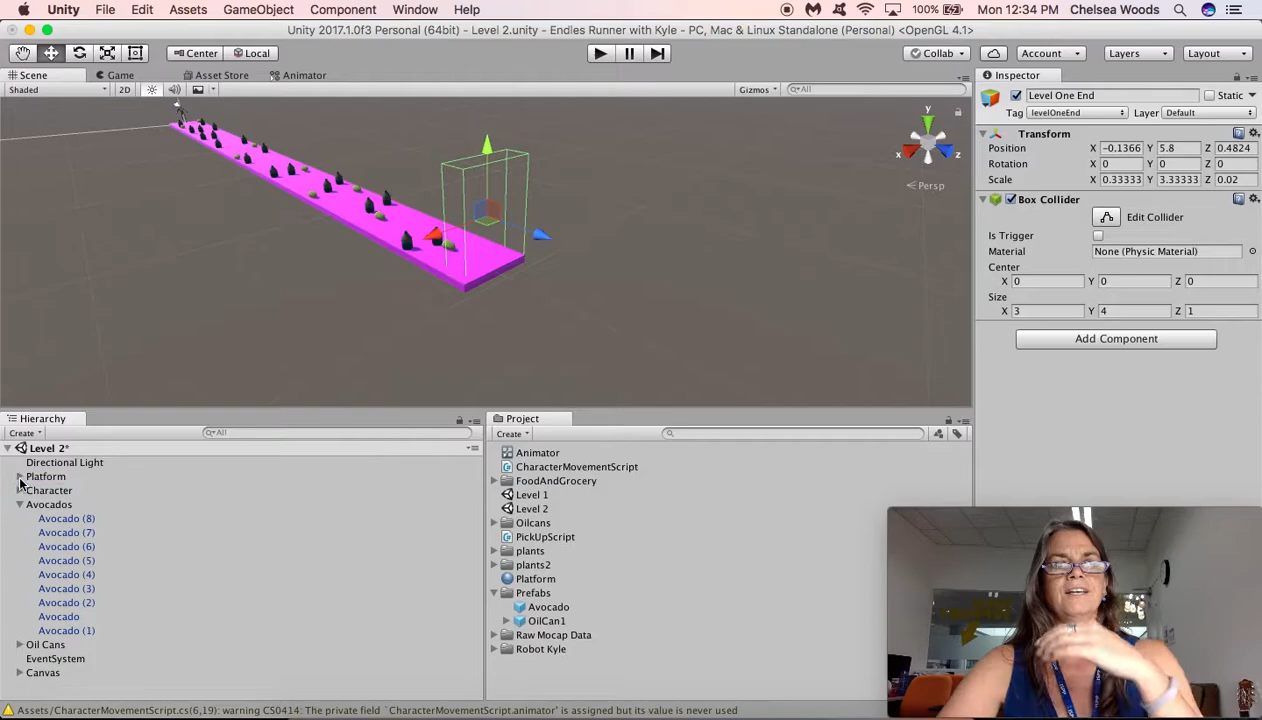 Unity File Edit Assets GameObject Component Window Help 100% Mon 12:34 PM Chelsea Woods
Unity 2017.1.0f3 Personal (64bit) - Level 2.unity - Endles Runner with Kyle - PC, Mac & Linux Standalone (Personal) <OpenGL 4.1>
Center Local Collab Account Layers Layout
Scene Game Asset Store Animator Inspector
Shaded 2D Gizmos All
Level One End Static
Tag levelOneEnd Layer Default
Transform
Position X -0.1366 Y 5.8 Z 0.4824
Rotation X 0 Y 0 Z 0
Scale X 0.33333 Y 3.33333 Z 0.02
Box Collider
Edit Collider
Is Trigger
Material None (Physic Material)
Center
X 0 Y 0 Z 0
Size
X 3 Y 4 Z 1
Add Component
y
x z
Persp
Hierarchy
Create All
Level 2*
Directional Light
Platform
Character
Avocados
Avocado (8)
Avocado (7)
Avocado (6)
Avocado (5)
Avocado (4)
Avocado (3)
Avocado (2)
Avocado
Avocado (1)
Oil Cans
EventSystem
Canvas
Project
Create
Animator
CharacterMovementScript
FoodAndGrocery
Level 1
Level 2
Oilcans
PickUpScript
plants
plants2
Platform
Prefabs
Avocado
OilCan1
Raw Mocap Data
Robot Kyle
Assets/CharacterMovementScript.cs(6,19): warning CS0414: The private field `CharacterMovementScript.animator' is assigned but its value is never used